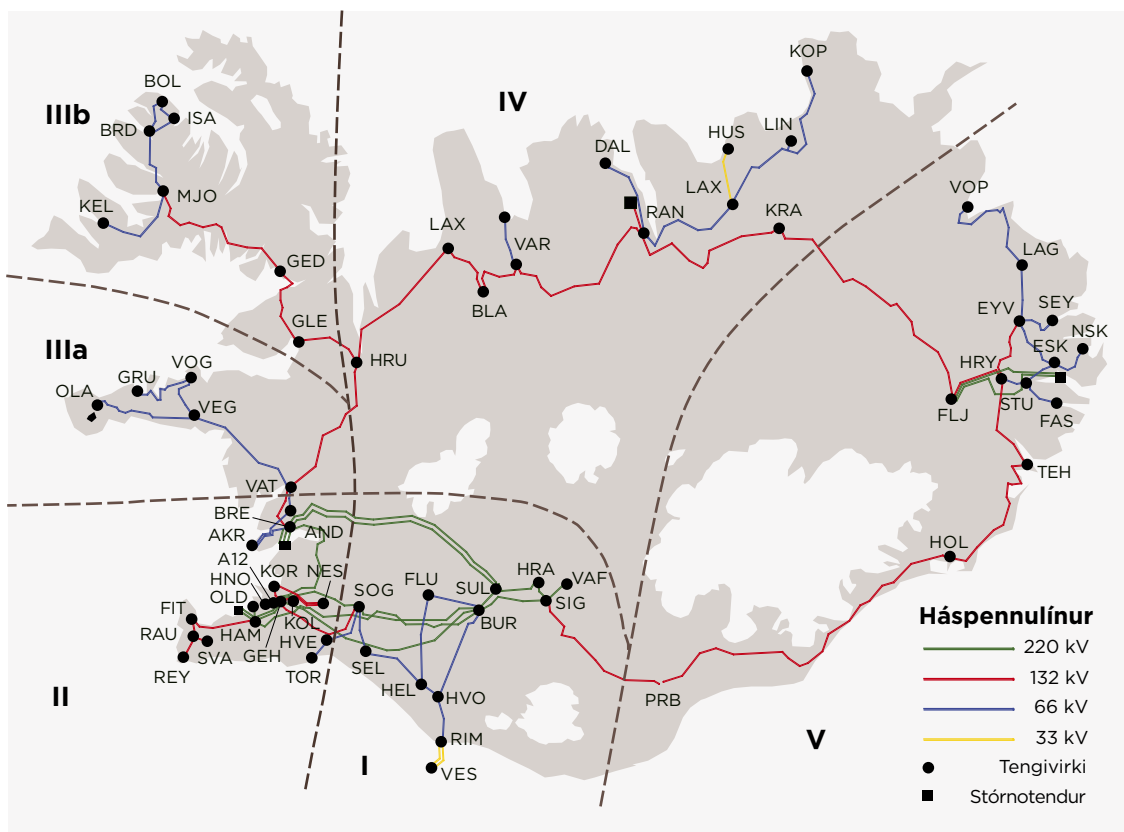 KOP
BOL
IIIb
IV
ISA
BRD
HUS
LIN
DAL
VOP
KEL
MJO
LAX
RAN
KRA
LAX
VAR
GED
LAG
BLA
EYV
SEY
GLE
NSK
ESK
IIIa
VOG
HRU
HRY
OLA
GRU
STU
VEG
FLJ
FAS
TEH
VAT
BRE
AND
AKR
HOL
A12
HNO
KOR
NES
SOG
FLU
SUL
HRA
VAF
OLD
FIT
SIG
HAM
KOL
BUR
RAU
HVE
SVA
GEH
REY
TOR
SEL
HEL
HVO
PRB
II
I
RIM
V
VES
Háspennulínur
220 kV
132 kV
66 kV
33 kV
Tengivirki
Stórnotendur